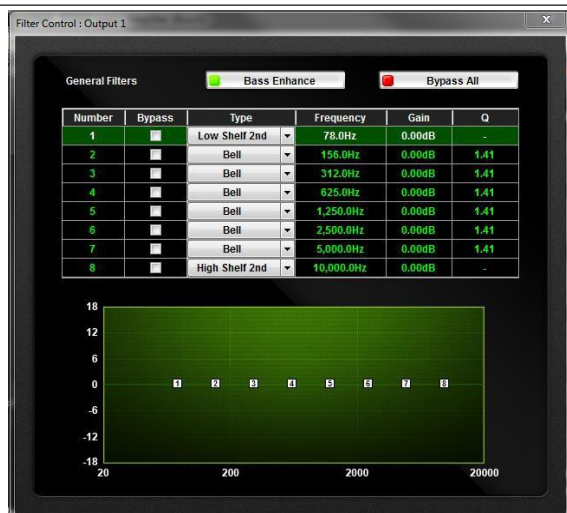 Filter Control : Output 1 X
General Filters Bass Enhance Bypass All
Number Bypass Type Frequency Gain Q
1 Low Shelf 2nd 78.0Hz 0.00dB -
2 Bell 156.0Hz 0.00dB 1.41
3 Bell 312.0Hz 0.00dB 1.41
4 Bell 625.0Hz 0.00dB 1.41
5 Bell 1,250.0Hz 0.00dB 1.41
6 Bell 2,500.0Hz 0.00dB 1.41
7 Bell 5,000.0Hz 0.00dB 1.41
8 High Shelf 2nd 10,000.0Hz 0.00dB -
18
12
6
0 1 2 3 4 5 6 7 8
-6
-12
-18
20 200 2000 20000